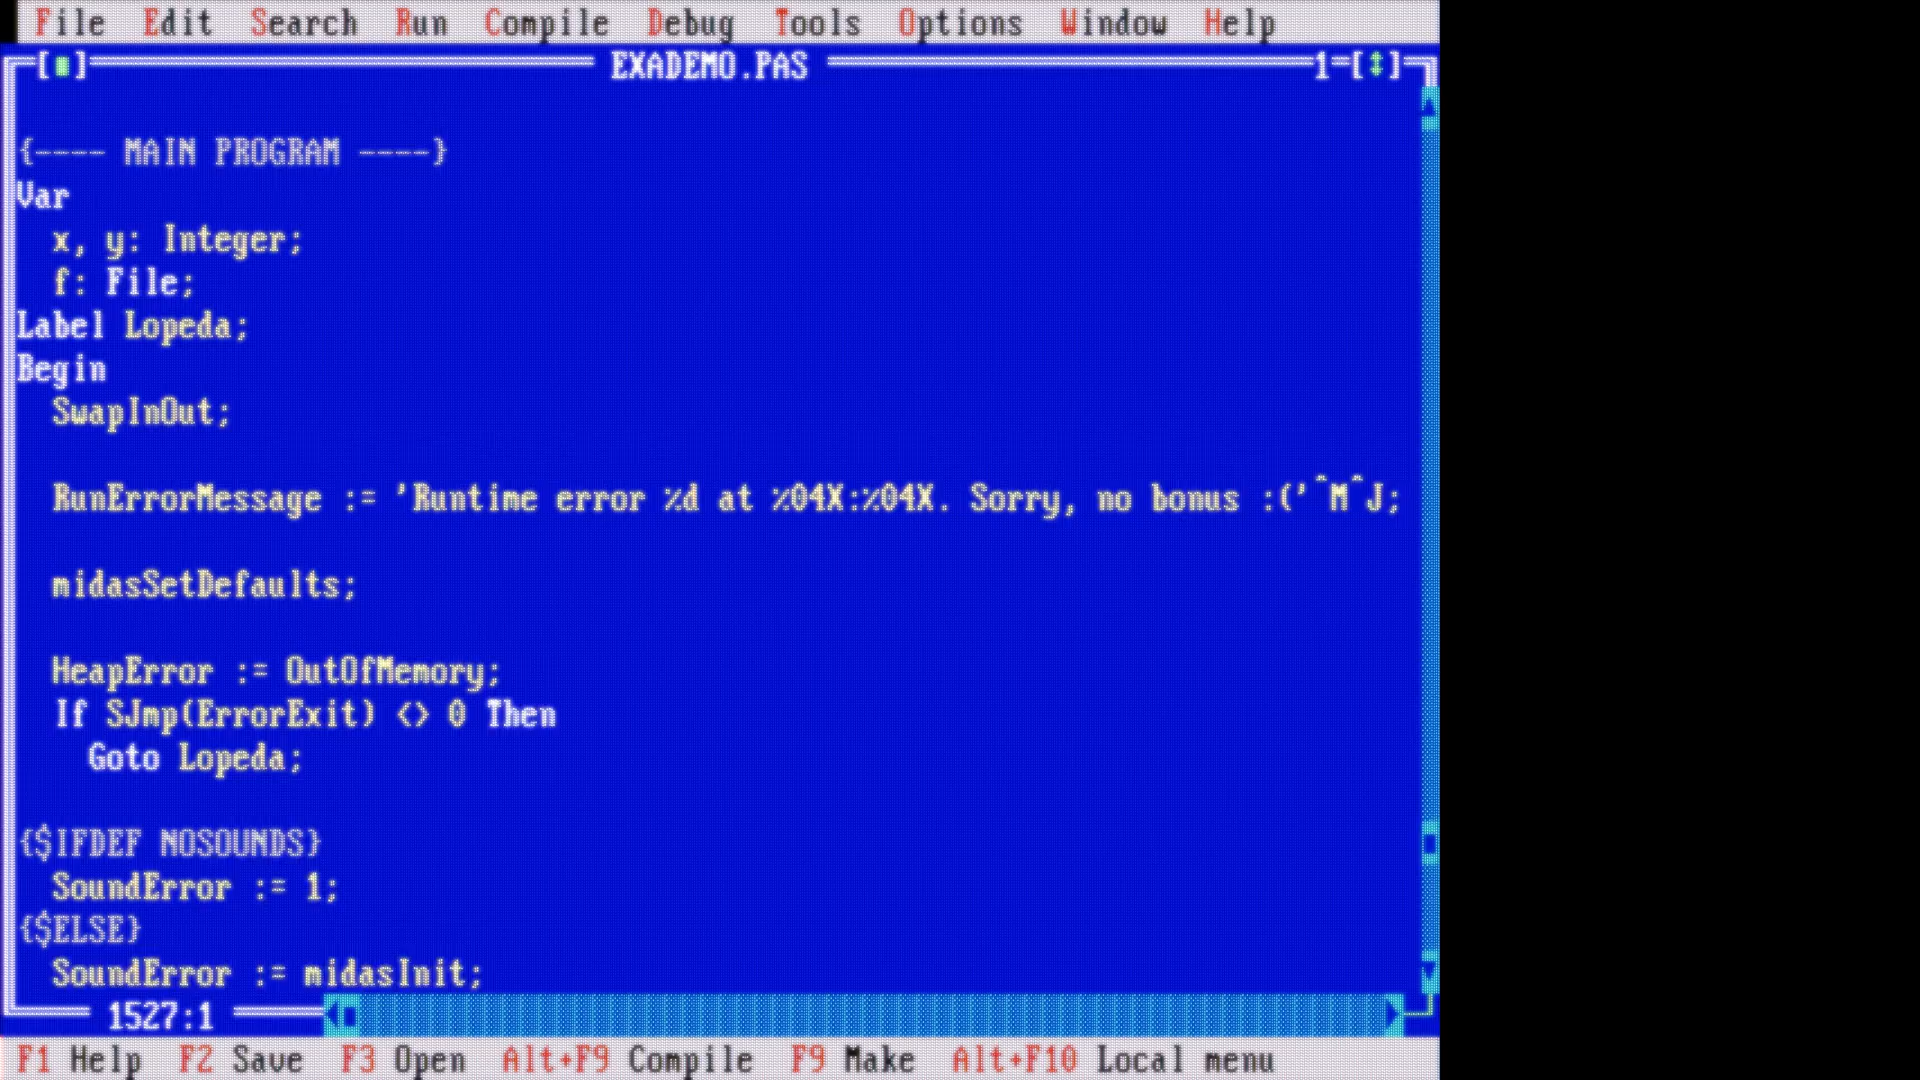 File Edit Search Run Compile Debug Tools Options Window Help
[■] EXADEMO.PAS 1=[↕]
{---- MAIN PROGRAM ----}
Var
x, y: Integer;
f: File;
Label Lopeda;
Begin
SwapInOut;
RunErrorMessage := 'Runtime error %d at %04X:%04X. Sorry, no bonus :('^M^J;
midasSetDefaults;
HeapError := OutOfMemory;
If SJmp(ErrorExit) <> 0 Then
Goto Lopeda;
{$IFDEF NOSOUNDS}
SoundError := 1;
{$ELSE}
SoundError := midasInit;
1527:1
F1 Help F2 Save F3 Open Alt+F9 Compile F9 Make Alt+F10 Local menu